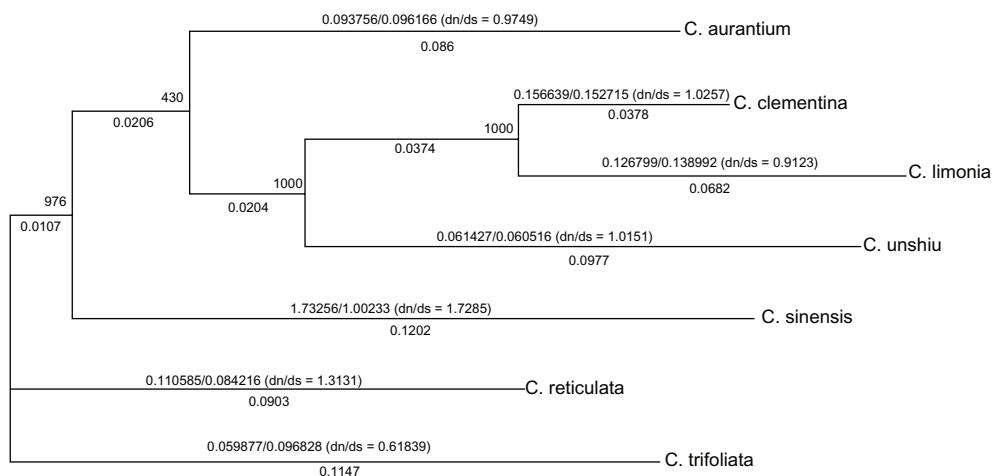 0.093756/0.096166 (dn/ds = 0.9749)
C. aurantium
0.086
430
0.0206
0.156639/0.152715 (dn/ds = 1.0257)
C. clementina
0.0378
1000
0.0374
0.126799/0.138992 (dn/ds = 0.9123)
C. limonia
0.0682
1000
0.0204
976
0.0107
0.061427/0.060516 (dn/ds = 1.0151)
C. unshiu
0.0977
1.73256/1.00233 (dn/ds = 1.7285)
C. sinensis
0.1202
0.110585/0.084216 (dn/ds = 1.3131)
C. reticulata
0.0903
0.059877/0.096828 (dn/ds = 0.61839)
C. trifoliata
0.1147